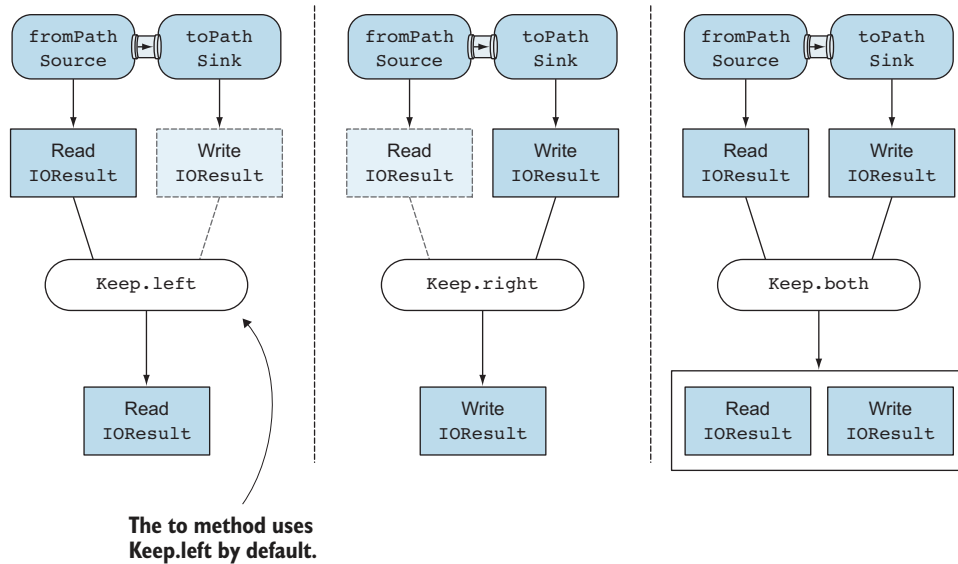 fromPath
Source
toPath
Sink
Read
IOResult
Write
IOResult
Keep.left
Read
IOResult
The to method uses
Keep.left by default.
fromPath
Source
toPath
Sink
Read
IOResult
Write
IOResult
Keep.right
Write
IOResult
fromPath
Source
toPath
Sink
Read
IOResult
Write
IOResult
Keep.both
Read
IOResult
Write
IOResult